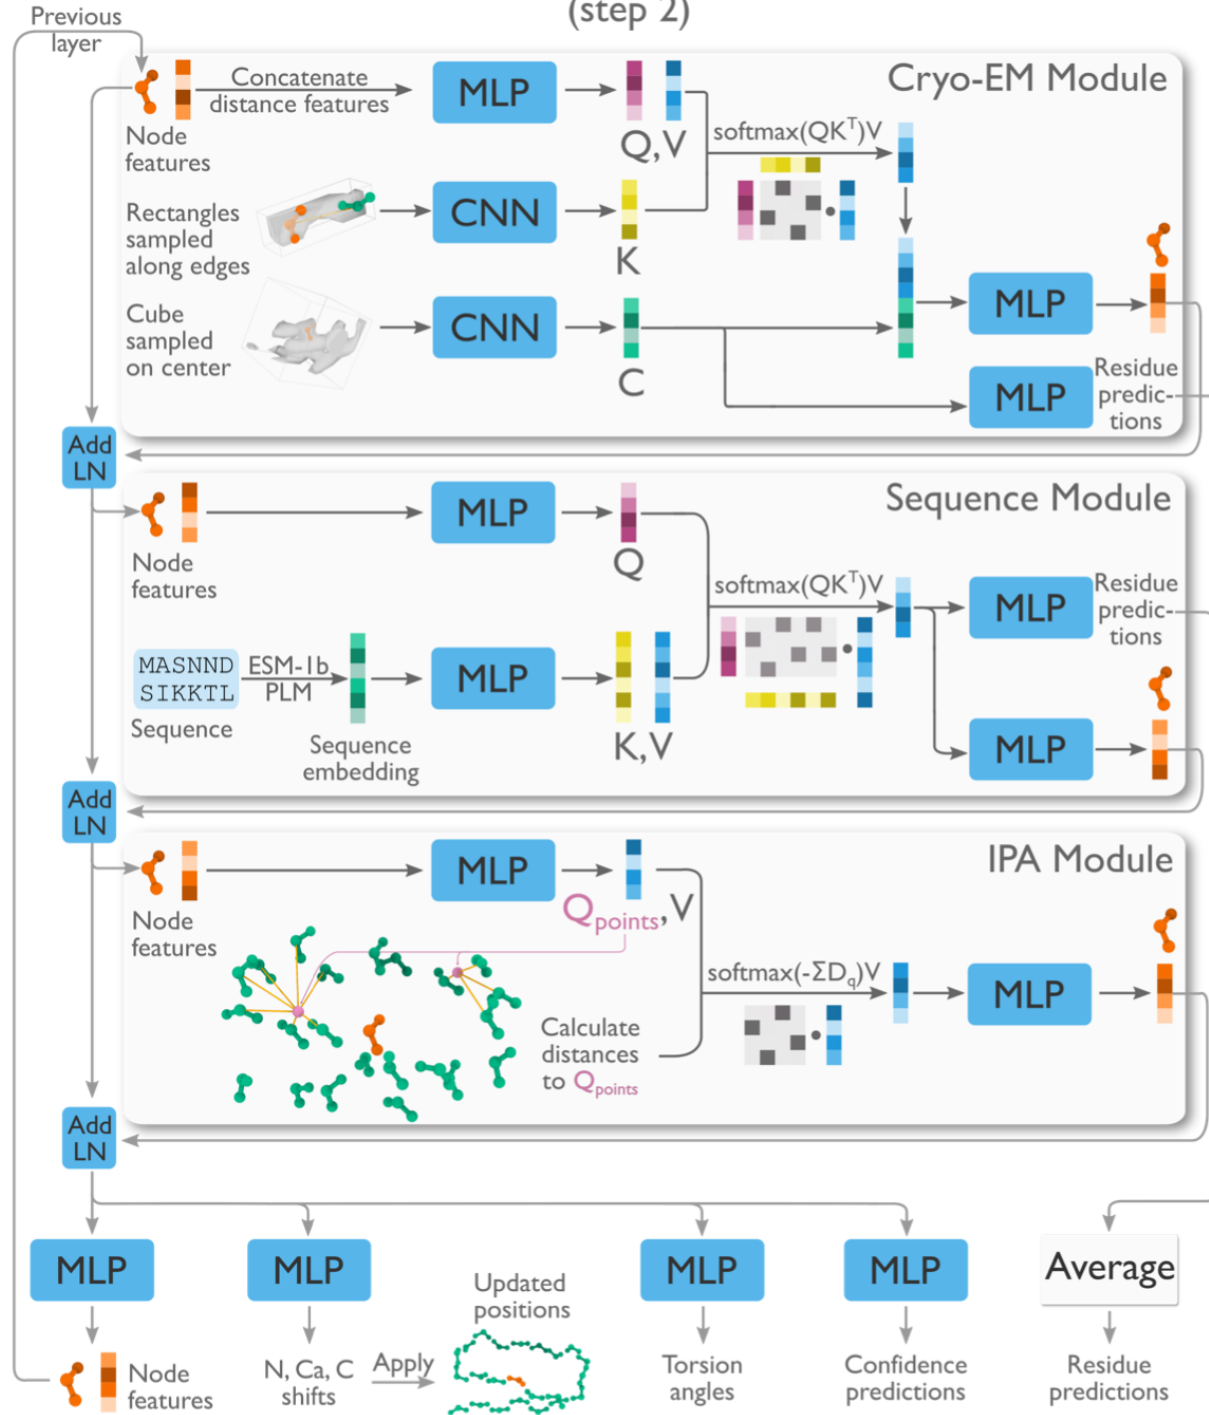 (step 2)
Previous
layer
Cryo-EM Module
Node
features
Concatenate
distance features
MLP
Q,V
softmax(QKᵀ)V
Rectangles
sampled
along edges
CNN
K
Cube
sampled
on center
CNN
C
MLP
MLP
Residue
predic-
tions
Add
LN
Sequence Module
Node
features
MLP
Q
softmax(QKᵀ)V
MLP
Residue
predic-
tions
MASNND
SIKKTL
Sequence
ESM-1b
PLM
Sequence
embedding
MLP
K,V
MLP
Add
LN
IPA Module
Node
features
MLP
Qpoints,V
softmax(-ΣDq)V
MLP
Calculate
distances
to Qpoints
Add
LN
MLP
MLP
MLP
MLP
Average
Node
features
N, Ca, C
shifts
Apply
Updated
positions
Torsion
angles
Confidence
predictions
Residue
predictions